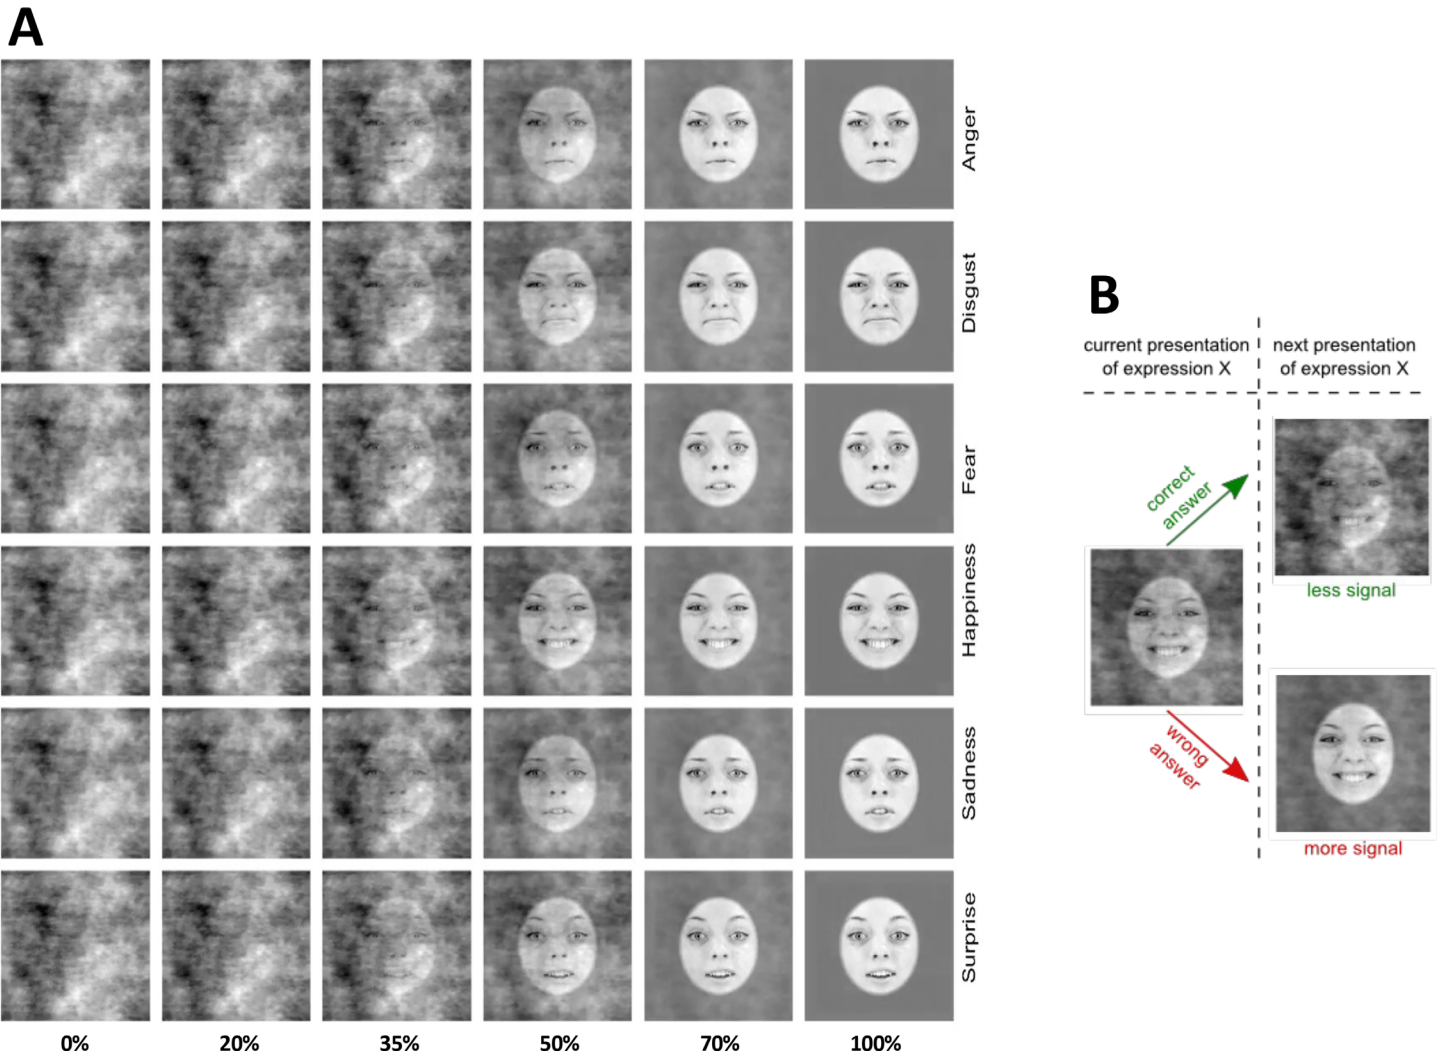 A
Anger
Disgust
Fear
Happiness
Sadness
Surprise
0% 20% 35% 50% 70% 100%
B
current presentation
of expression X
next presentation
of expression X
correct
answer
less signal
wrong
answer
more signal